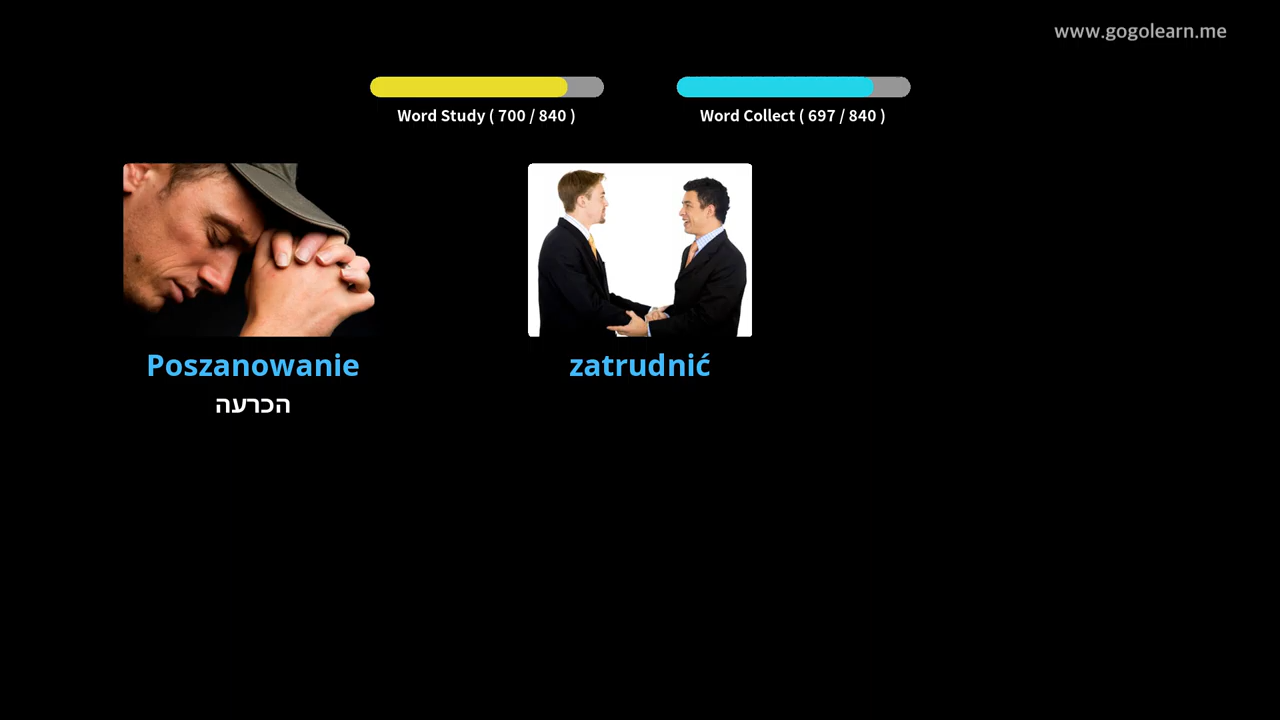 www.gogolearn.me
Word Study ( 700 / 840 )
Word Collect ( 697 / 840 )
Poszanowanie
zatrudnić
הכרעה